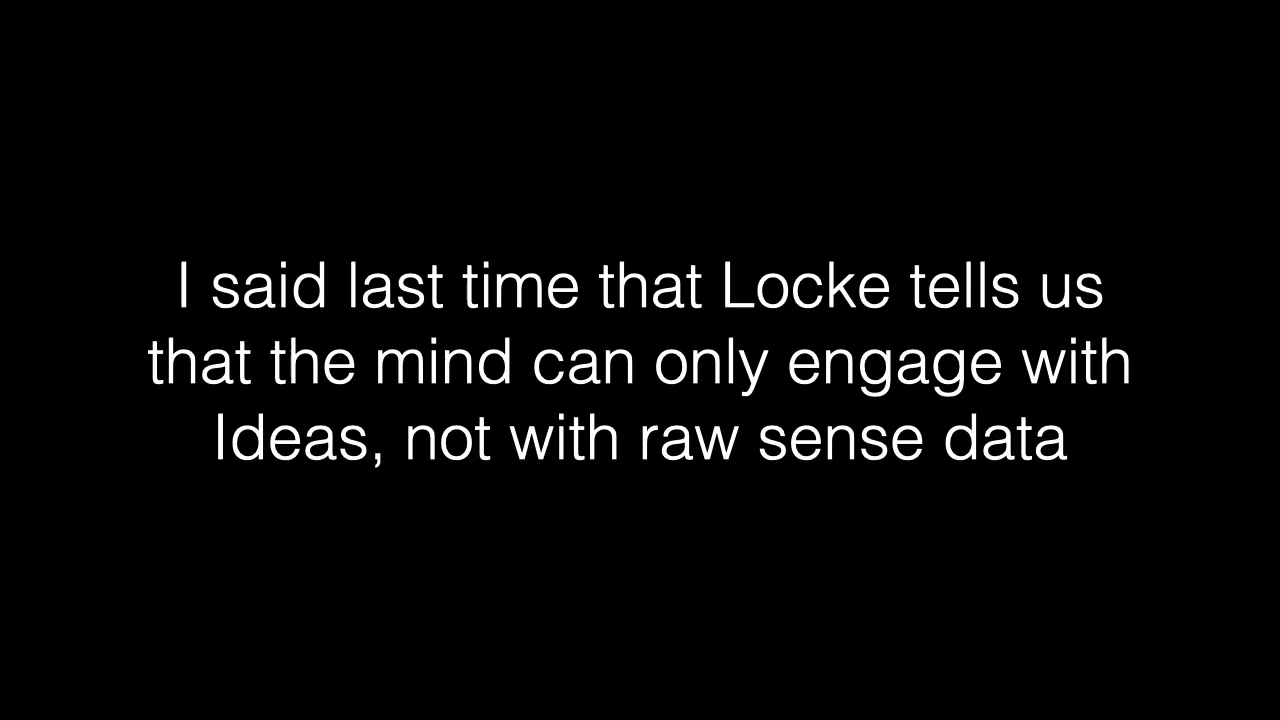 I said last time that Locke tells us
that the mind can only engage with
Ideas, not with raw sense data